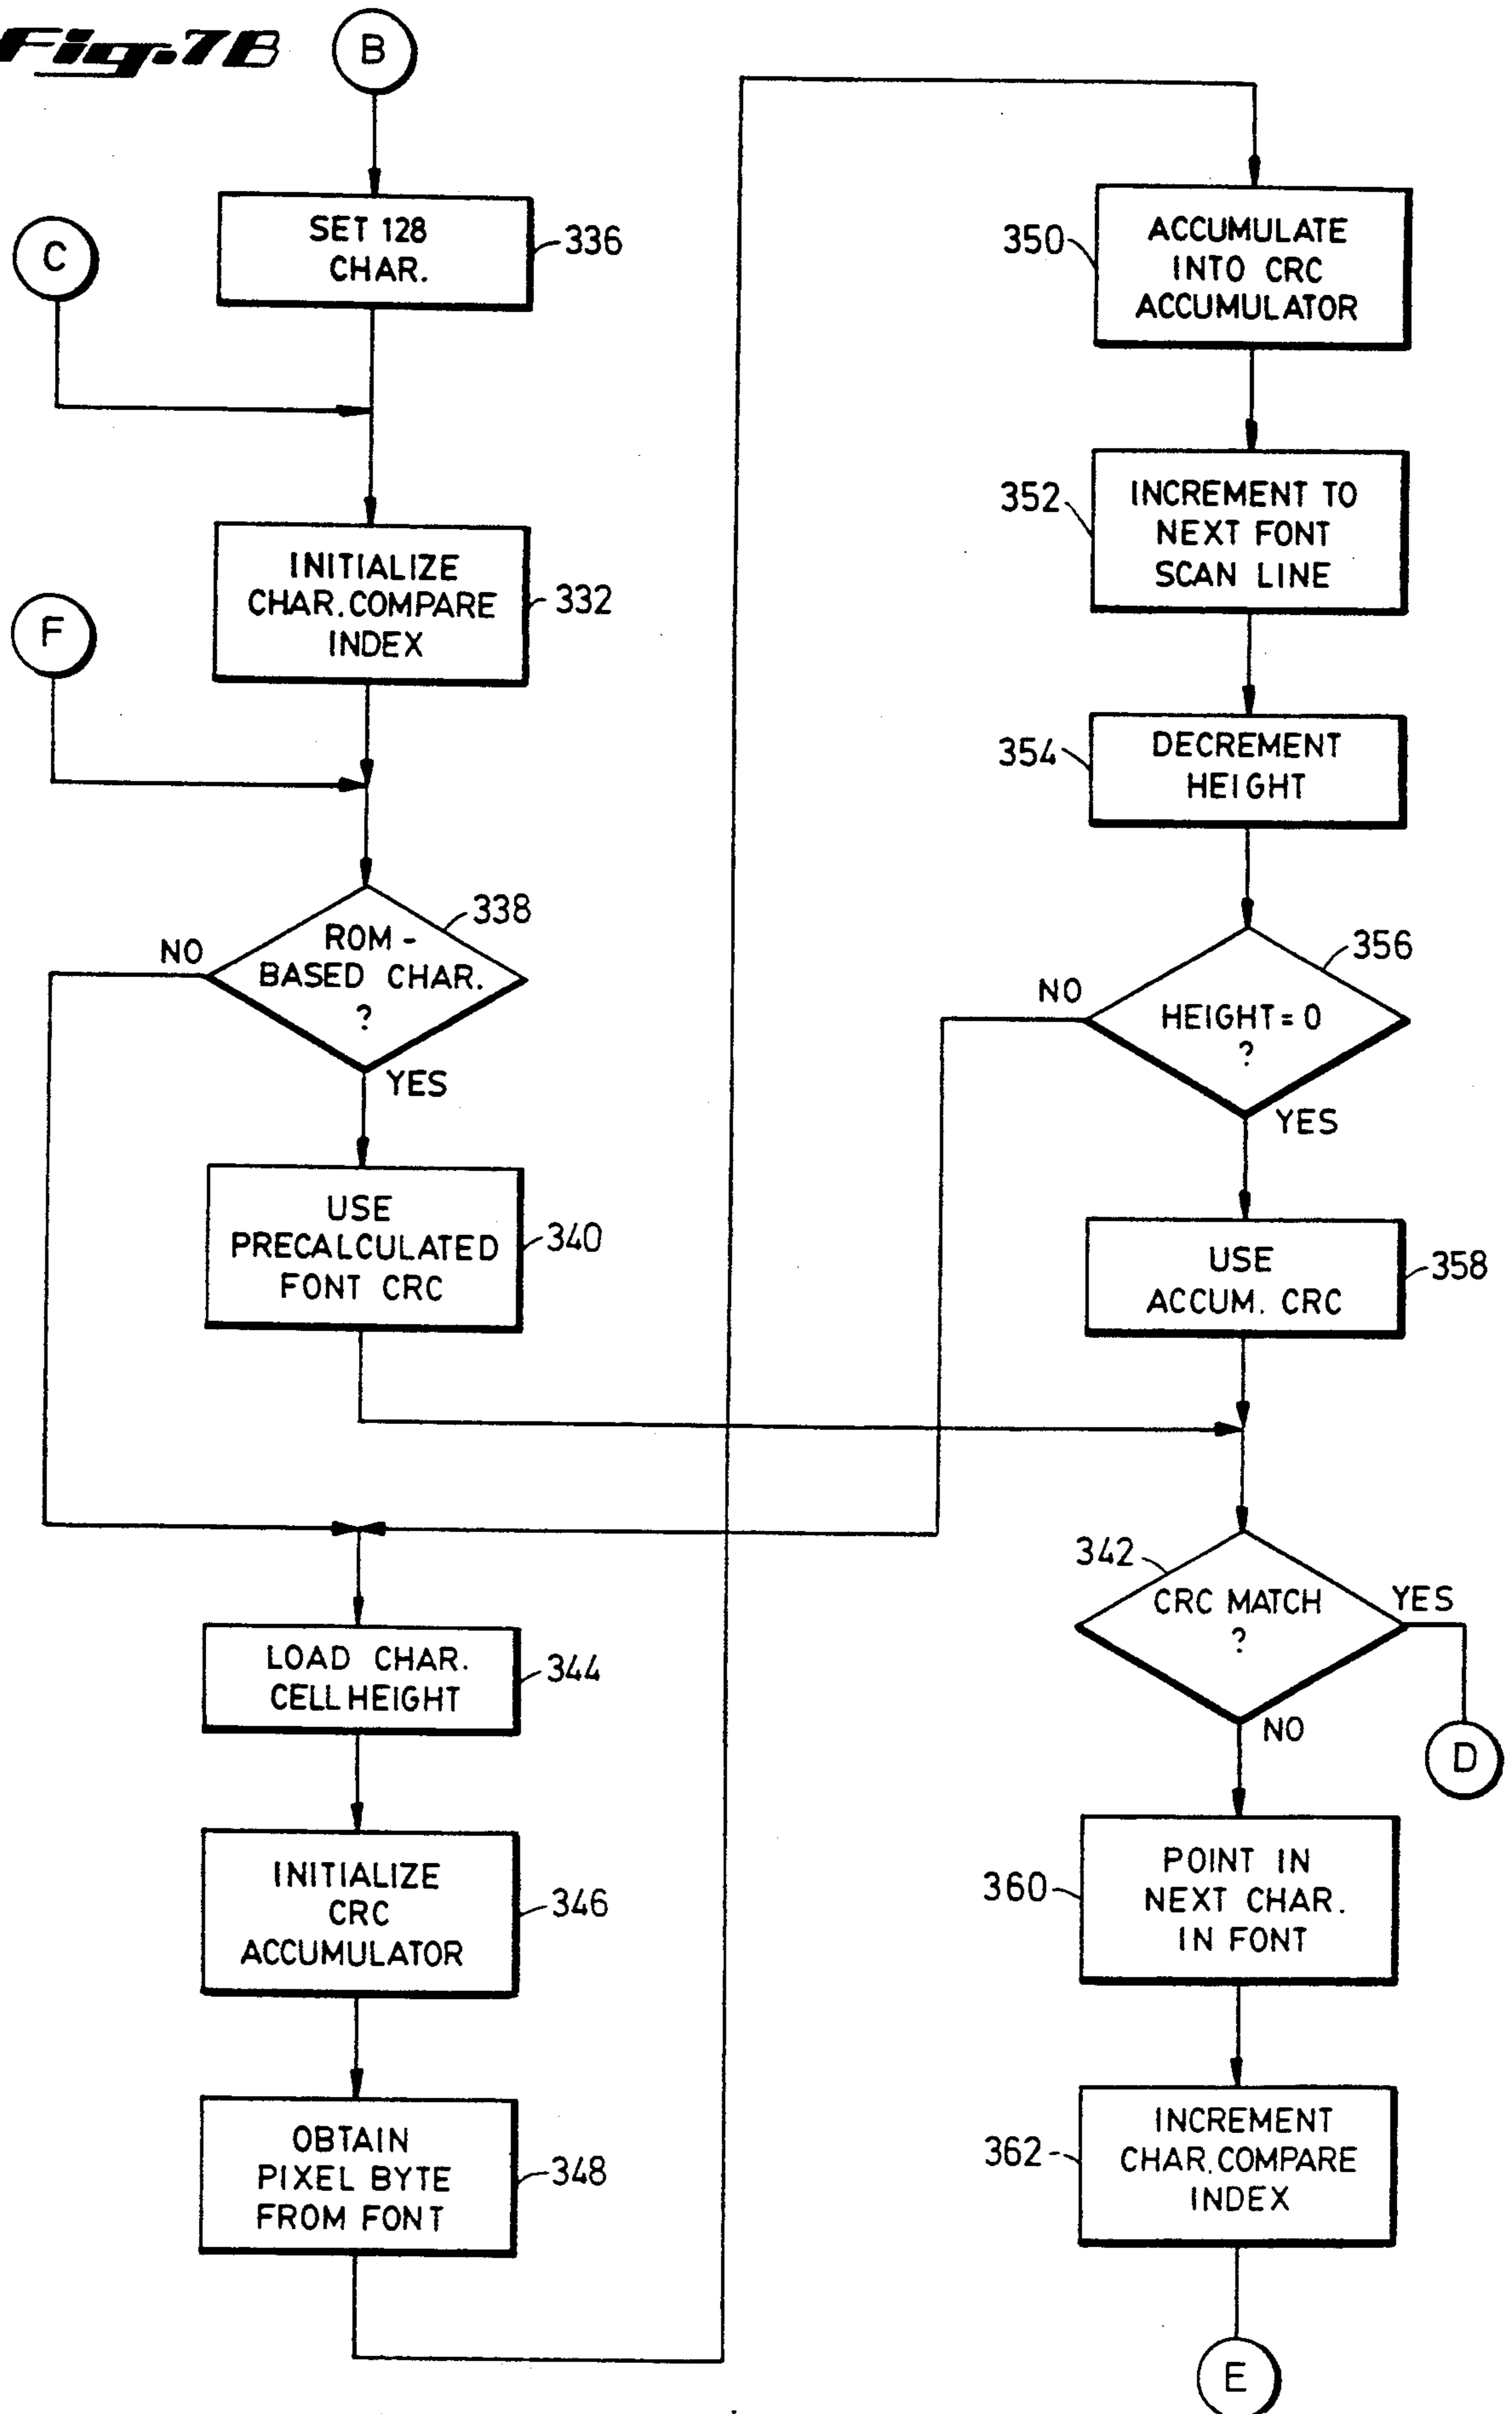 Fig. 7B
B
SET 128
CHAR.
336
C
INITIALIZE
CHAR. COMPARE
INDEX
332
F
ROM -
BASED CHAR.
?
338
NO
YES
USE
PRECALCULATED
FONT CRC
340
LOAD CHAR.
CELL HEIGHT
344
INITIALIZE
CRC
ACCUMULATOR
346
OBTAIN
PIXEL BYTE
FROM FONT
348
350
ACCUMULATE
INTO CRC
ACCUMULATOR
352
INCREMENT TO
NEXT FONT
SCAN LINE
354
DECREMENT
HEIGHT
356
NO
HEIGHT = 0
?
YES
USE
ACCUM. CRC
358
342
CRC MATCH
?
YES
NO
D
360
POINT IN
NEXT CHAR.
IN FONT
362
INCREMENT
CHAR. COMPARE
INDEX
E